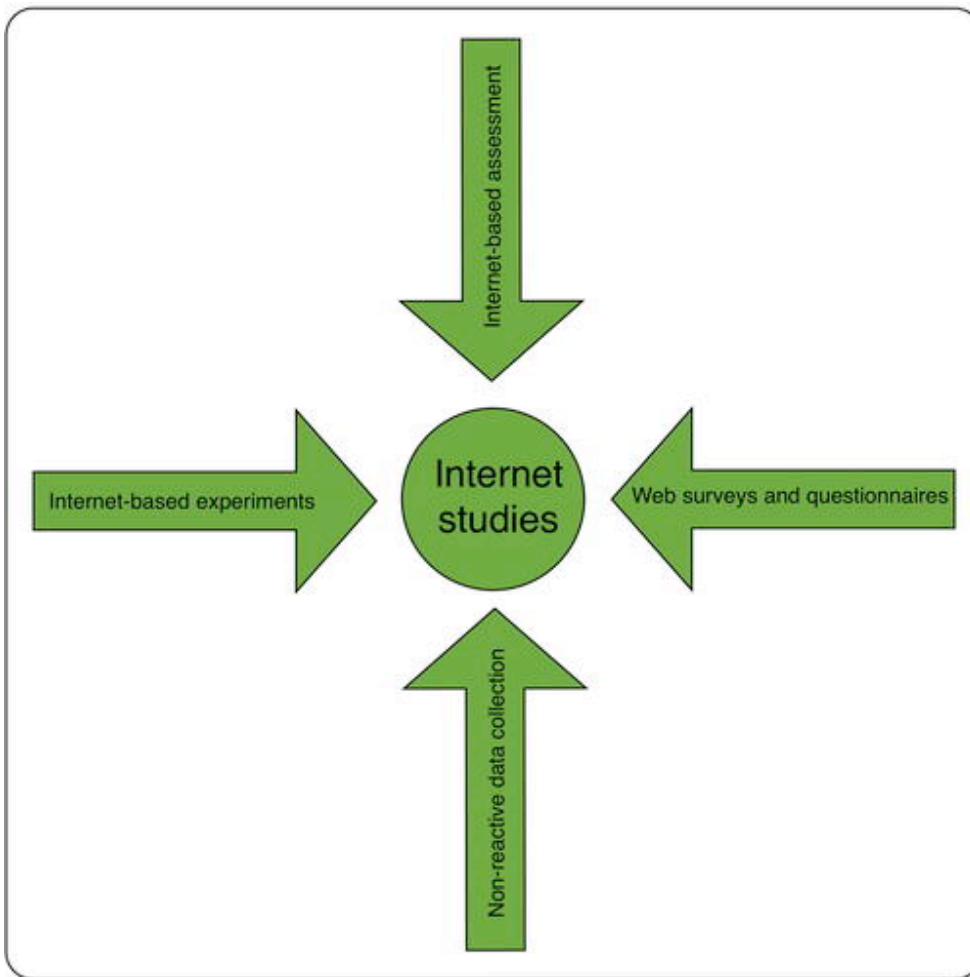 Internet-based assessment
Internet-based experiments
Internet
studies
Web surveys and questionnaires
Non-reactive data collection